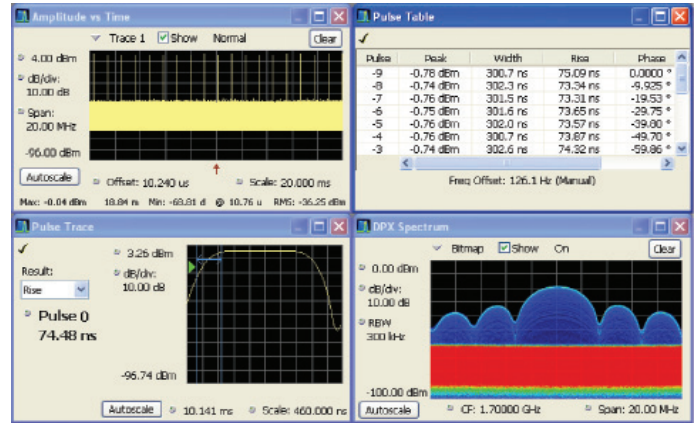 Amplitude vs Time
Trace 1 Show Normal Clear
4.00 dBm
dB/div:
10.00 dB
Span:
20.00 MHz
-96.00 dBm
Autoscale Offset: 10.240 us Scale: 20.000 ms
Max: -0.04 dBm 18.84 m Min: -68.81 d @ 10.76 u RMS: -36.25 dBm
Pulse Table
Pulse Peak Width Rise Phase
-9 -0.78 dBm 300.7 ns 75.09 ns 0.0000 °
-8 -0.74 dBm 302.3 ns 73.34 ns -9.925 °
-7 -0.76 dBm 301.5 ns 73.31 ns -19.53 °
-6 -0.75 dBm 301.6 ns 73.65 ns -29.75 °
-5 -0.76 dBm 302.0 ns 73.57 ns -39.80 °
-4 -0.76 dBm 300.7 ns 73.87 ns -49.70 °
-3 -0.74 dBm 302.6 ns 74.32 ns -59.86 °
Freq Offset: 126.1 Hz (Manual)
Pulse Trace
3.26 dBm
Result:
Rise
dB/div:
10.00 dB
Pulse 0
74.48 ns
-96.74 dBm
Autoscale 10.141 ms Scale: 460.000 ns
DPX Spectrum
Bitmap Show On Clear
0.00 dBm
dB/div:
10.00 dB
RBW
300 kHz
-100.00 dBm
Autoscale CF: 1.70000 GHz Span: 20.00 MHz